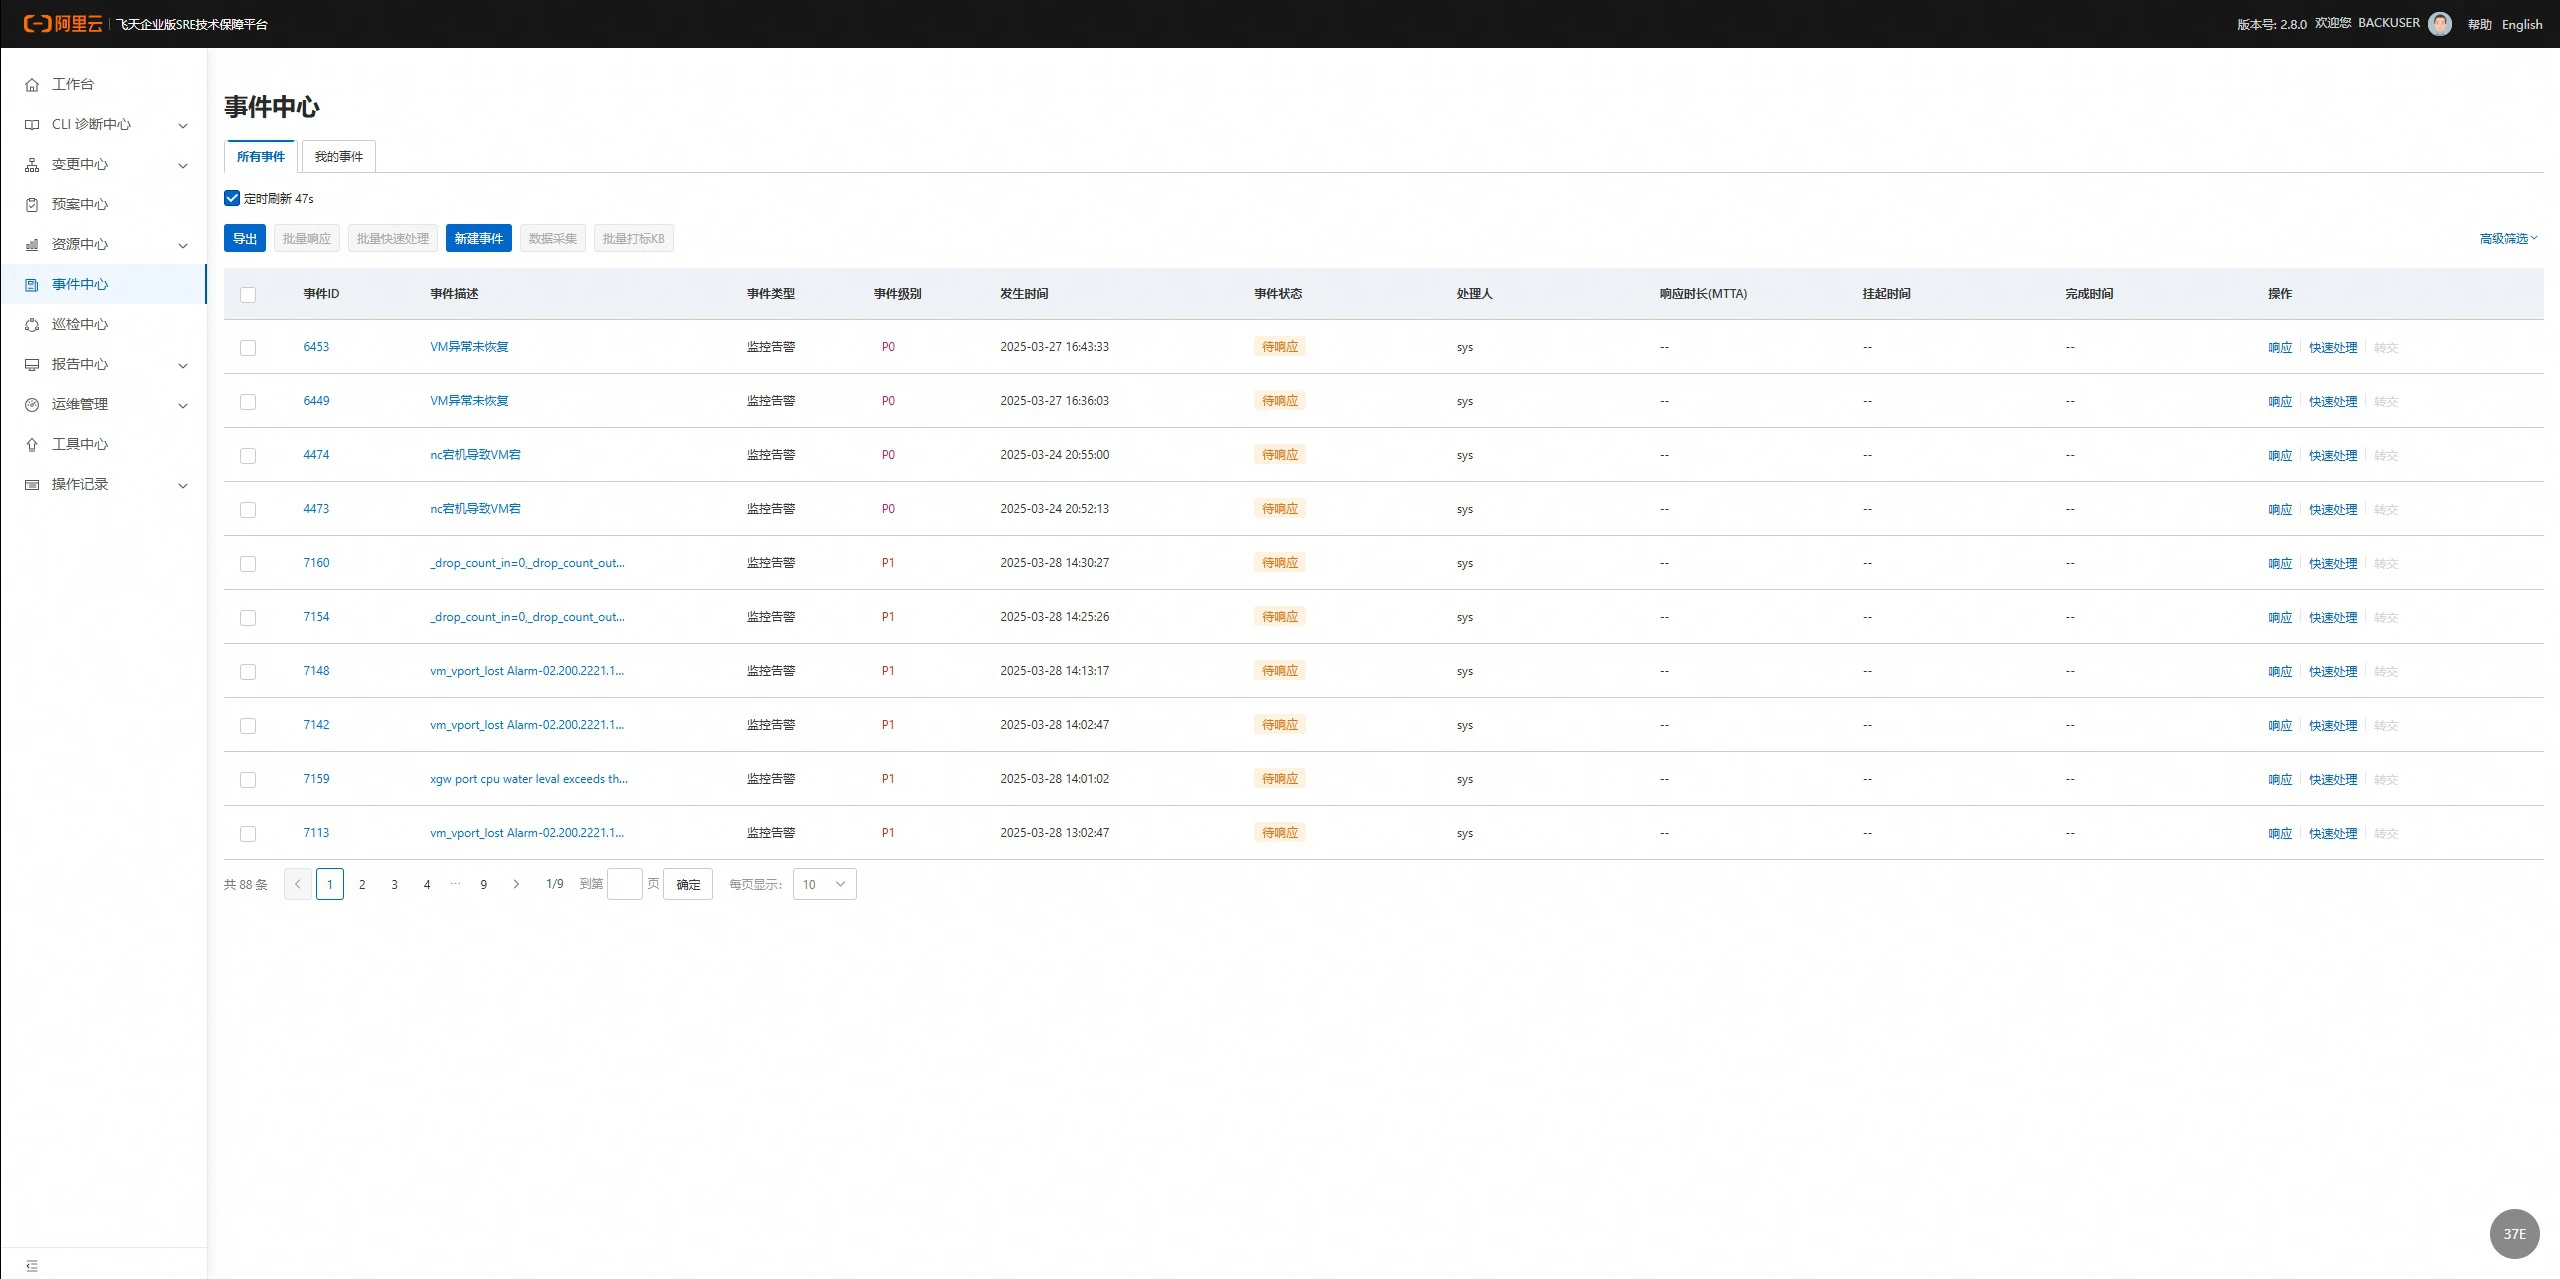 阿里云 飞天企业版SRE技术保障平台
版本号: 2.8.0 欢迎您 BACKUSER 帮助 English
工作台
CLI 诊断中心
变更中心
预案中心
资源中心
事件中心
巡检中心
报告中心
运维管理
工具中心
操作记录
事件中心
所有事件 我的事件
定时刷新 47s
导出 批量响应 批量快速处理 新建事件 数据采集 批量打标KB 高级筛选
事件ID 事件描述 事件类型 事件级别 发生时间 事件状态 处理人 响应时长(MTTA) 挂起时间 完成时间 操作
6453 VM异常未恢复 监控告警 P0 2025-03-27 16:43:33 待响应 sys -- -- -- 响应 快速处理 转交
6449 VM异常未恢复 监控告警 P0 2025-03-27 16:36:03 待响应 sys -- -- -- 响应 快速处理 转交
4474 nc宕机导致VM宕 监控告警 P0 2025-03-24 20:55:00 待响应 sys -- -- -- 响应 快速处理 转交
4473 nc宕机导致VM宕 监控告警 P0 2025-03-24 20:52:13 待响应 sys -- -- -- 响应 快速处理 转交
7160 _drop_count_in=0,_drop_count_out... 监控告警 P1 2025-03-28 14:30:27 待响应 sys -- -- -- 响应 快速处理 转交
7154 _drop_count_in=0,_drop_count_out... 监控告警 P1 2025-03-28 14:25:26 待响应 sys -- -- -- 响应 快速处理 转交
7148 vm_vport_lost Alarm-02.200.2221.1... 监控告警 P1 2025-03-28 14:13:17 待响应 sys -- -- -- 响应 快速处理 转交
7142 vm_vport_lost Alarm-02.200.2221.1... 监控告警 P1 2025-03-28 14:02:47 待响应 sys -- -- -- 响应 快速处理 转交
7159 xgw port cpu water leval exceeds th... 监控告警 P1 2025-03-28 14:01:02 待响应 sys -- -- -- 响应 快速处理 转交
7113 vm_vport_lost Alarm-02.200.2221.1... 监控告警 P1 2025-03-28 13:02:47 待响应 sys -- -- -- 响应 快速处理 转交
共 88 条 1 2 3 4 ··· 9 1/9 到第 页 确定 每页显示: 10
37E